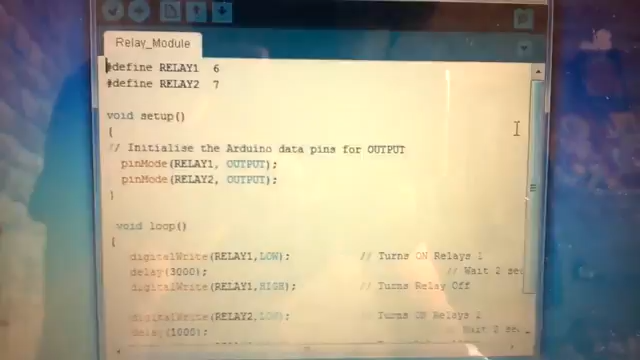 Relay_Module
#define RELAY1 6
#define RELAY2 7
void setup()
{
// Initialise the Arduino data pins for OUTPUT
pinMode(RELAY1, OUTPUT);
pinMode(RELAY2, OUTPUT);
}
void loop()
{
digitalWrite(RELAY1,LOW); // Turns ON Relays 1
delay(3000); // Wait 2 se
digitalWrite(RELAY1,HIGH); // Turns Relay Off
digitalWrite(RELAY2,LOW); // Turns ON Relays 2
delay(1000); // Wait 2 se